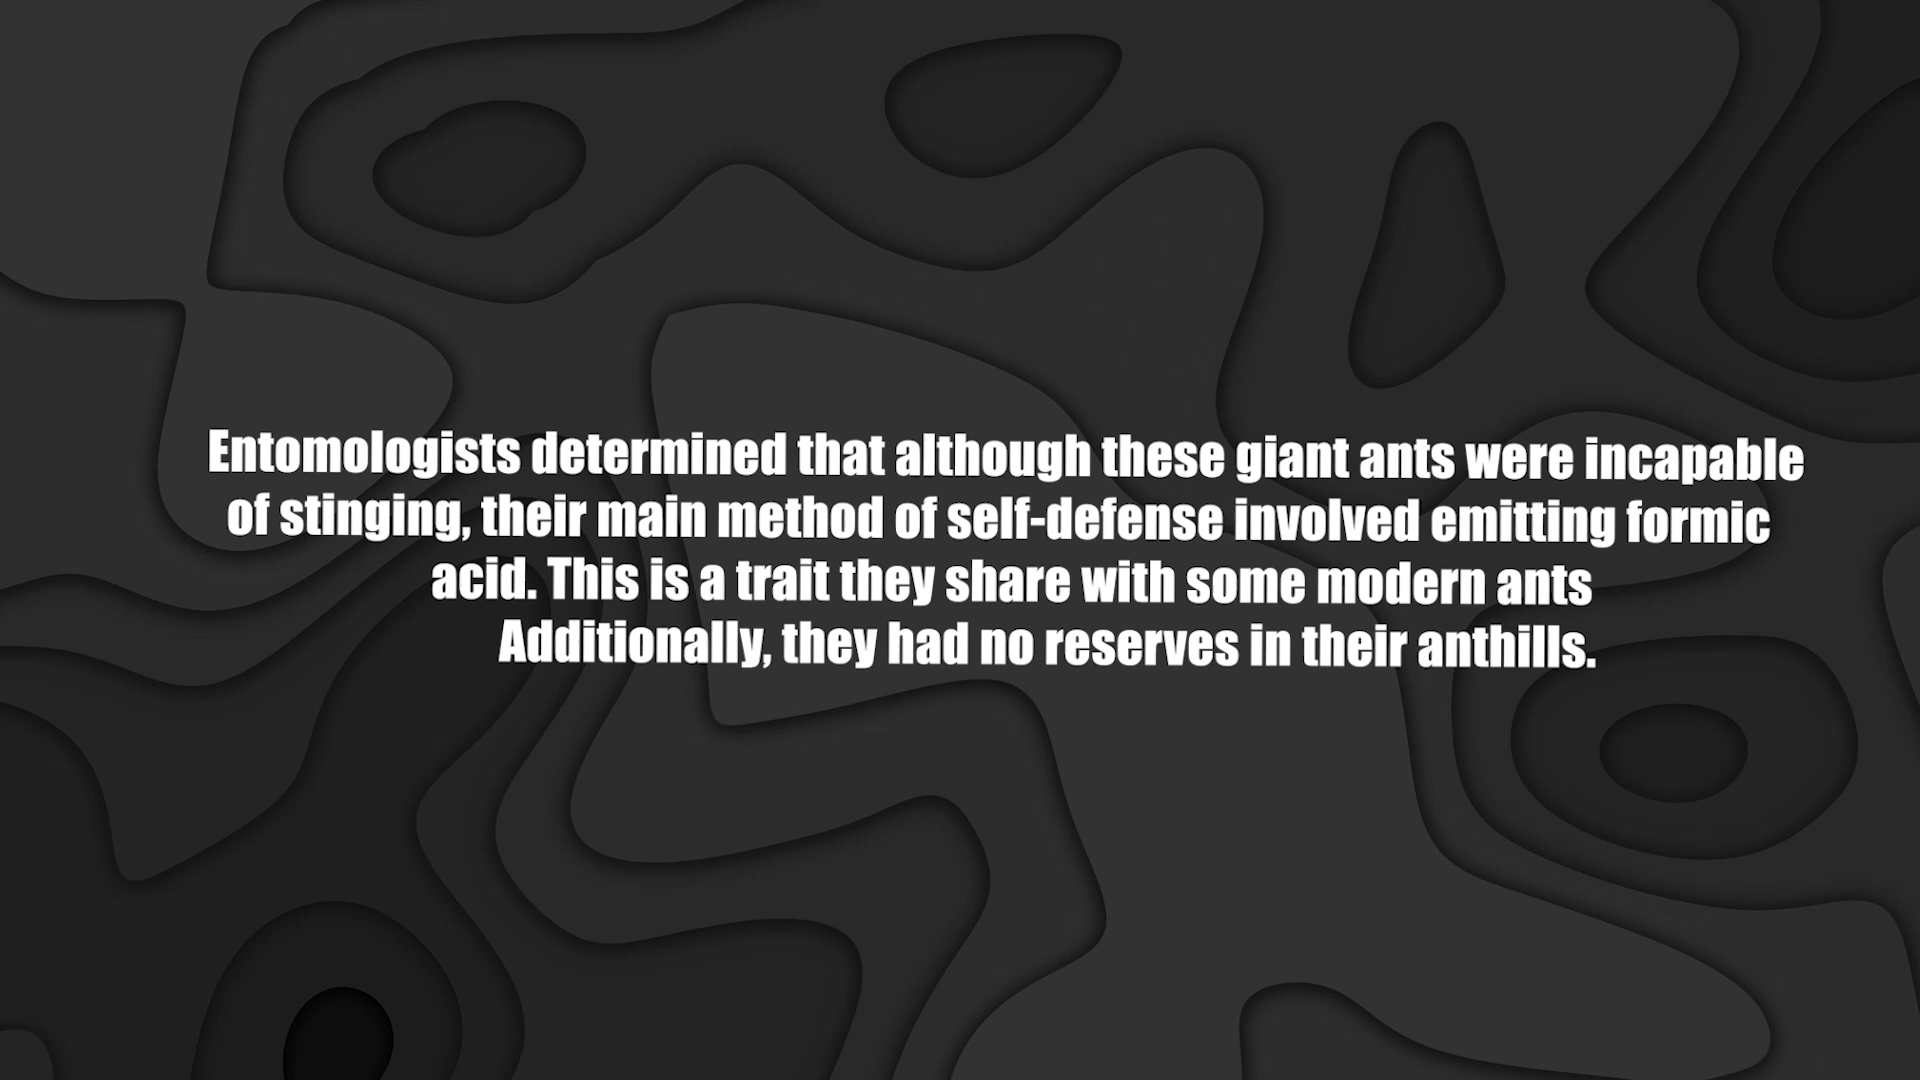 Entomologists determined that although these giant ants were incapable
of stinging, their main method of self-defense involved emitting formic
acid. This is a trait they share with some modern ants
Additionally, they had no reserves in their anthills.